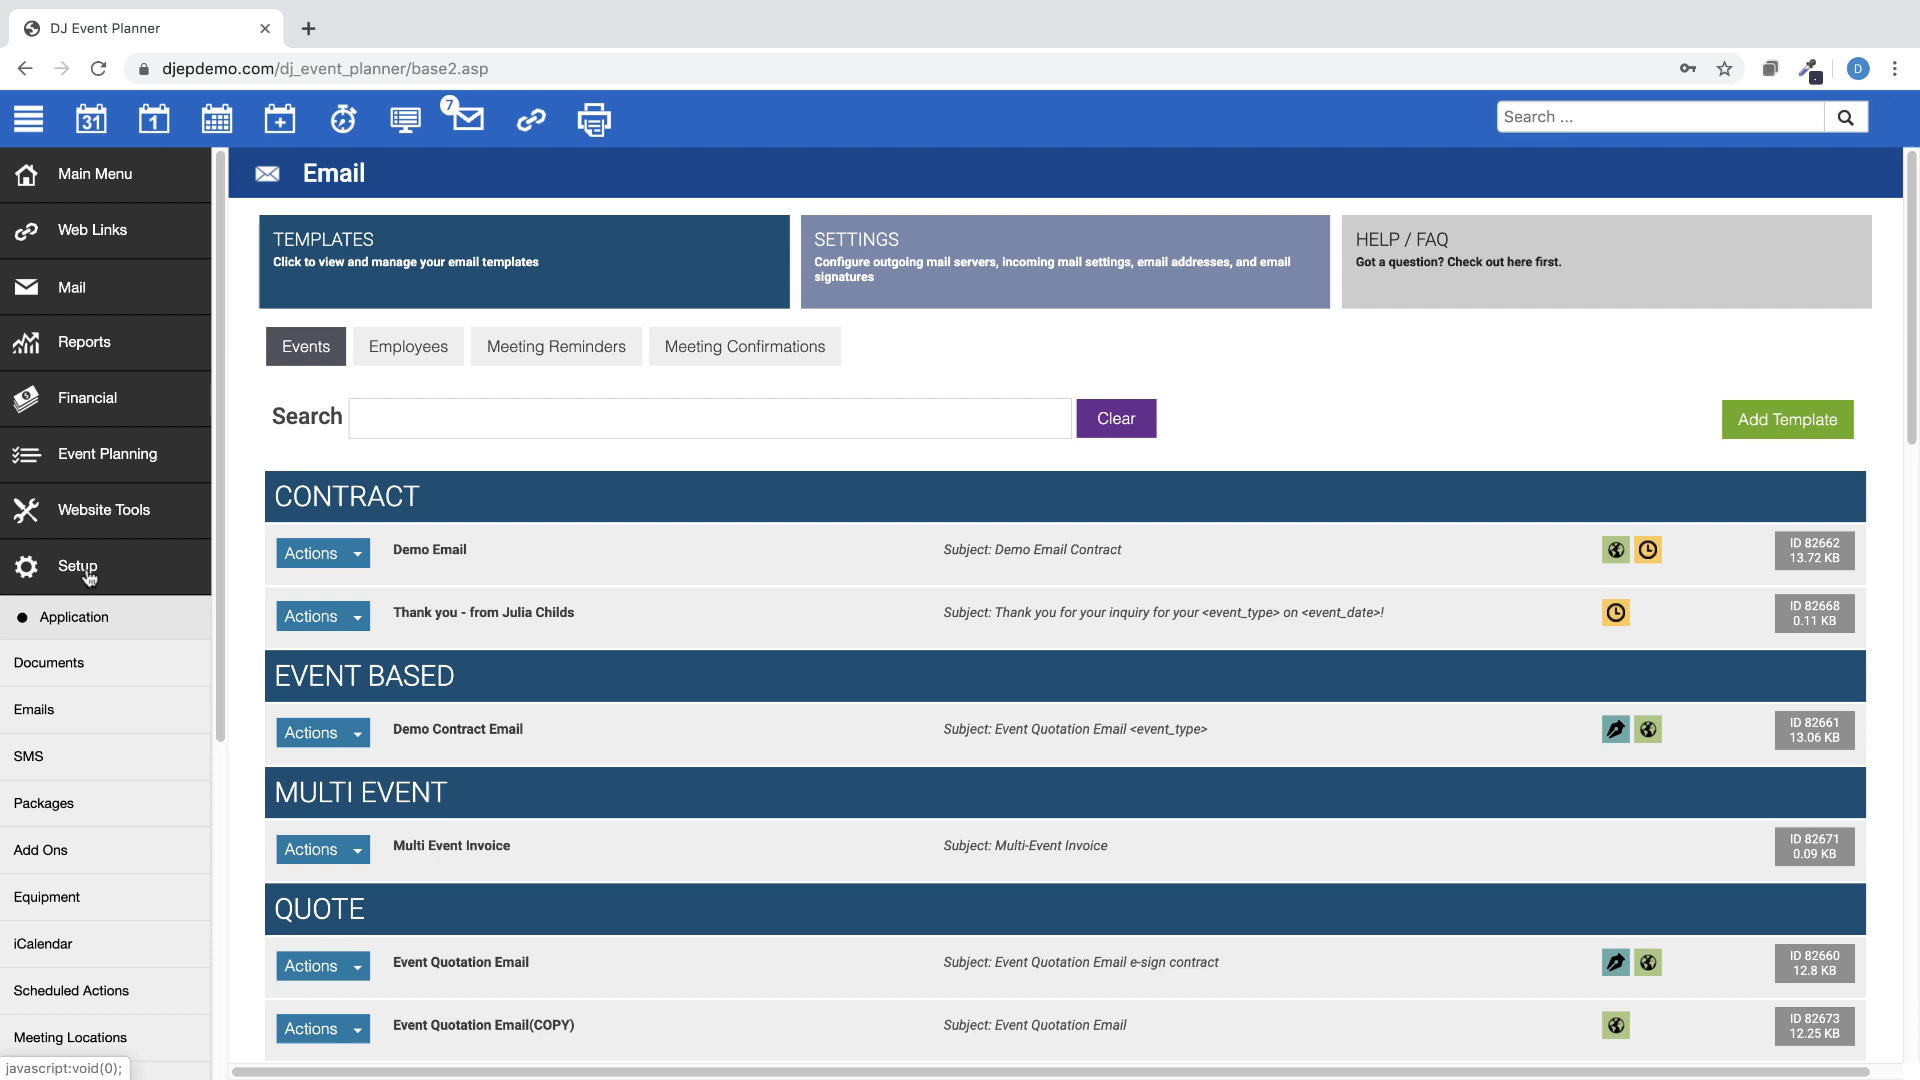 DJ Event Planner
djepdemo.com/dj_event_planner/base2.asp
D
31
1
7
Search ...
Main Menu
Web Links
Mail
Reports
Financial
Event Planning
Website Tools
Setup
Application
Documents
Emails
SMS
Packages
Add Ons
Equipment
iCalendar
Scheduled Actions
Meeting Locations
javascript:void(0);
Email
TEMPLATES
Click to view and manage your email templates
SETTINGS
Configure outgoing mail servers, incoming mail settings, email addresses, and email
signatures
HELP / FAQ
Got a question? Check out here first.
Events Employees Meeting Reminders Meeting Confirmations
Search Clear Add Template
CONTRACT
Actions Demo Email Subject: Demo Email Contract ID 82662
13.72 KB
Actions Thank you - from Julia Childs Subject: Thank you for your inquiry for your <event_type> on <event_date>! ID 82668
0.11 KB
EVENT BASED
Actions Demo Contract Email Subject: Event Quotation Email <event_type> ID 82661
13.06 KB
MULTI EVENT
Actions Multi Event Invoice Subject: Multi-Event Invoice ID 82671
0.09 KB
QUOTE
Actions Event Quotation Email Subject: Event Quotation Email e-sign contract ID 82660
12.8 KB
Actions Event Quotation Email(COPY) Subject: Event Quotation Email ID 82673
12.25 KB